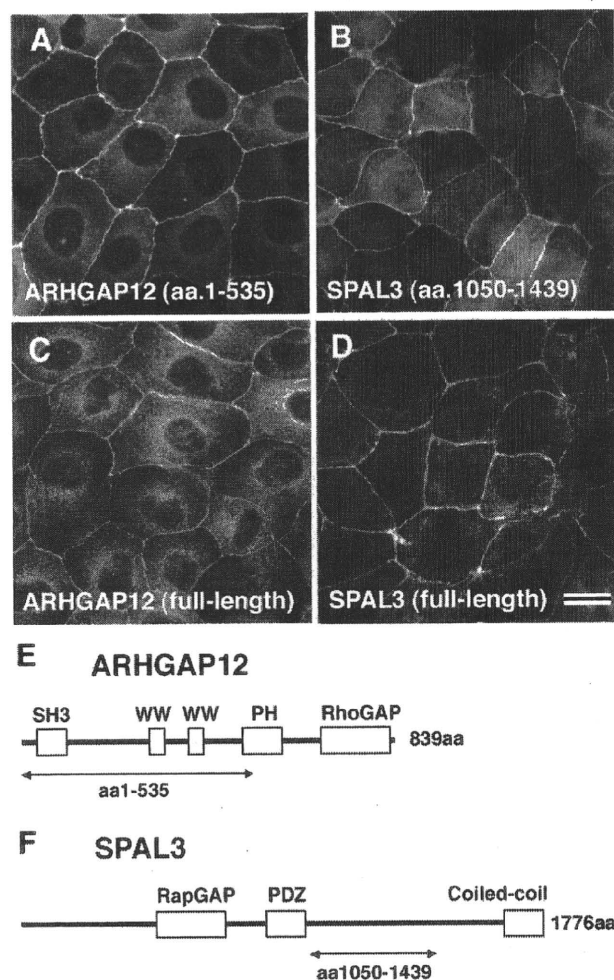 A
B
ARHGAP12 (aa.1-535)
SPAL3 (aa.1050-1439)
C
D
ARHGAP12 (full-length)
SPAL3 (full-length)
E ARHGAP12
SH3 WW WW PH RhoGAP
839aa
aa1-535
F SPAL3
RapGAP PDZ Coiled-coil
1776aa
aa1050-1439